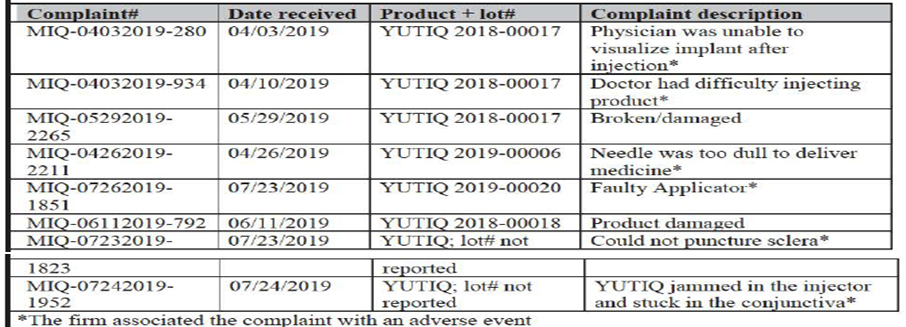 Complaint# Date received Product + lot# Complaint description
MIQ-04032019-280 04/03/2019 YUTIQ 2018-00017 Physician was unable to
visualize implant after
injection*
MIQ-04032019-934 04/10/2019 YUTIQ 2018-00017 Doctor had difficulty injecting
product*
MIQ-05292019- 05/29/2019 YUTIQ 2018-00017 Broken/damaged
2265
MIQ-04262019- 04/26/2019 YUTIQ 2019-00006 Needle was too dull to deliver
2211 medicine*
MIQ-07262019- 07/23/2019 YUTIQ 2019-00020 Faulty Applicator*
1851
MIQ-06112019-792 06/11/2019 YUTIQ 2018-00018 Product damaged
MIQ-07232019- 07/23/2019 YUTIQ; lot# not Could not puncture sclera*
1823 reported
MIQ-07242019- 07/24/2019 YUTIQ; lot# not YUTIQ jammed in the injector
1952 reported and stuck in the conjunctiva*
*The firm associated the complaint with an adverse event